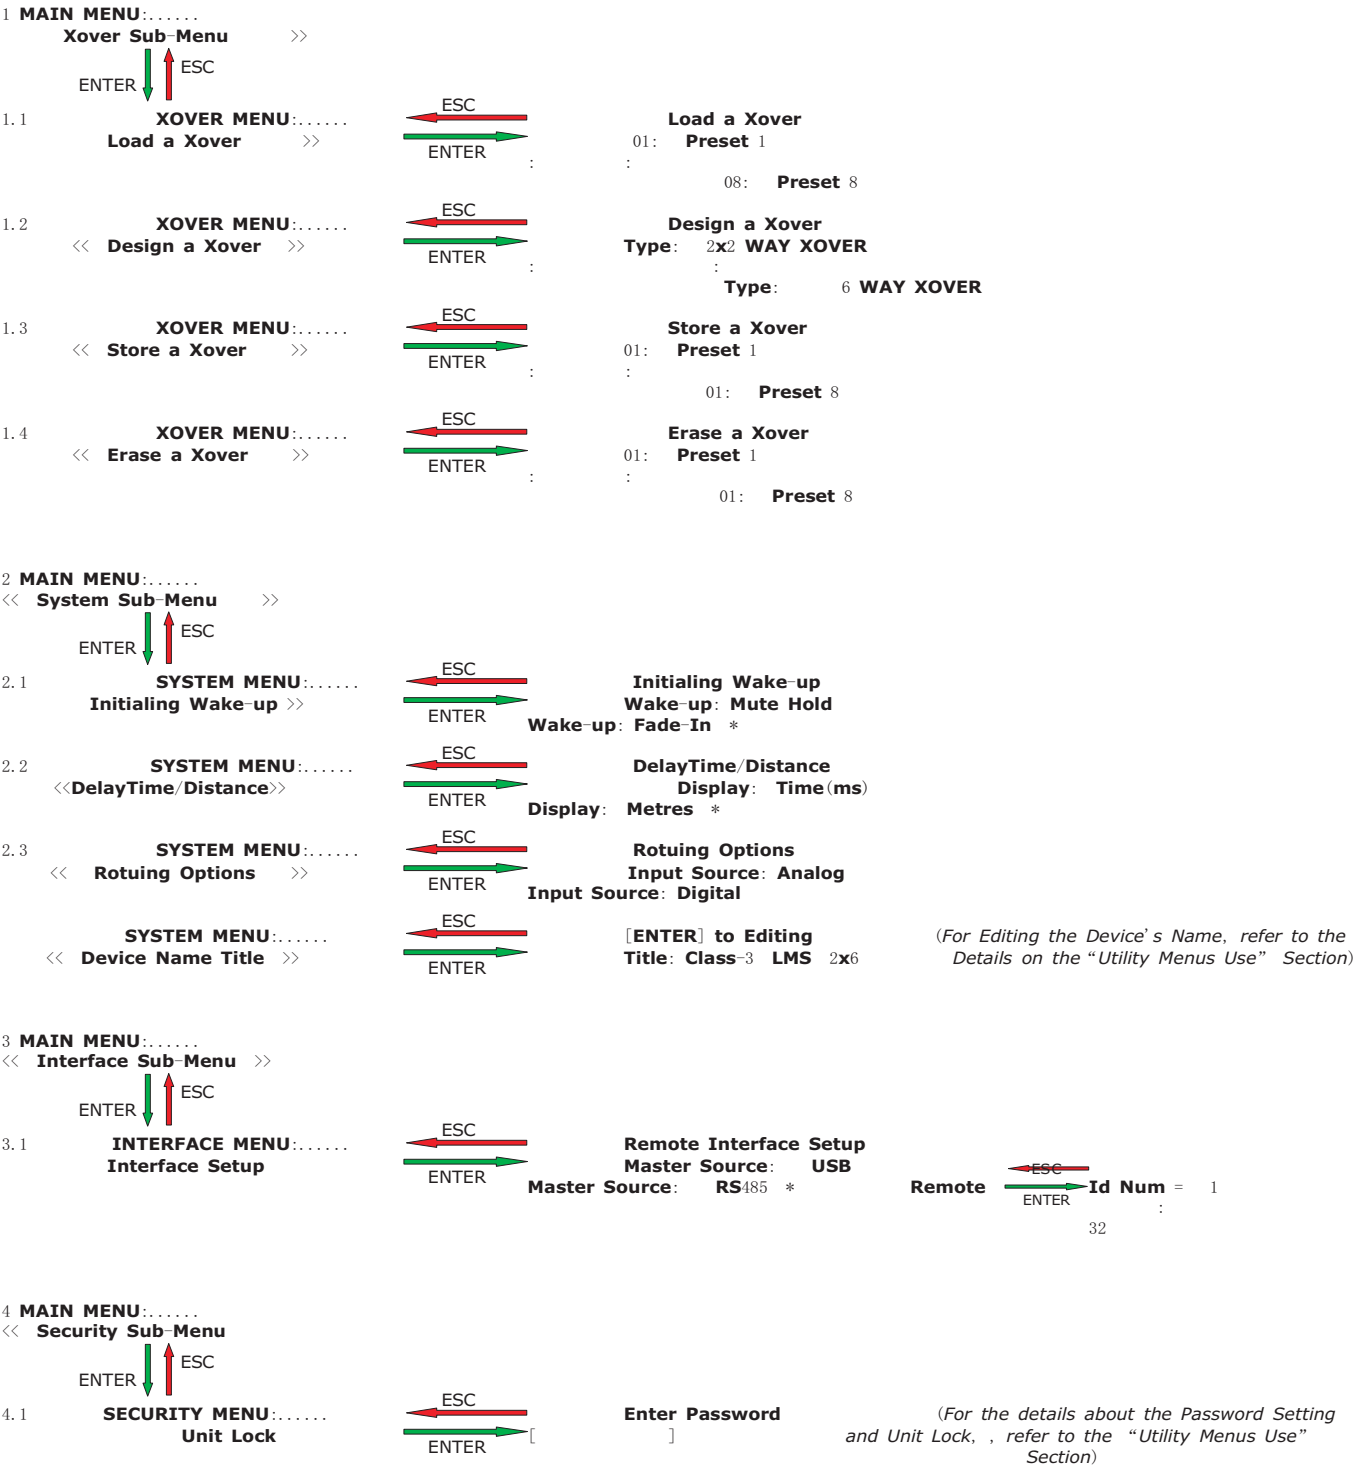 1 MAIN MENU:......
Xover Sub-Menu >>
ENTER ESC
1.1 XOVER MENU:...... ESC Load a Xover
Load a Xover >> ENTER 01: Preset 1
: :
08: Preset 8
1.2 XOVER MENU:...... ESC Design a Xover
<< Design a Xover >> ENTER Type: 2x2 WAY XOVER
: :
Type: 6 WAY XOVER
1.3 XOVER MENU:...... ESC Store a Xover
<< Store a Xover >> ENTER 01: Preset 1
: :
01: Preset 8
1.4 XOVER MENU:...... ESC Erase a Xover
<< Erase a Xover >> ENTER 01: Preset 1
: :
01: Preset 8
2 MAIN MENU:......
<< System Sub-Menu >>
ENTER ESC
2.1 SYSTEM MENU:...... ESC Initialing Wake-up
Initialing Wake-up >> ENTER Wake-up: Mute Hold
Wake-up: Fade-In *
2.2 SYSTEM MENU:...... ESC DelayTime/Distance
<<DelayTime/Distance>> ENTER Display: Time(ms)
Display: Metres *
2.3 SYSTEM MENU:...... ESC Rotuing Options
<< Rotuing Options >> ENTER Input Source: Analog
Input Source: Digital
SYSTEM MENU:...... ESC [ENTER] to Editing (For Editing the Device's Name, refer to the
<< Device Name Title >> ENTER Title: Class-3 LMS 2x6 Details on the “Utility Menus Use” Section)
3 MAIN MENU:......
<< Interface Sub-Menu >>
ENTER ESC
3.1 INTERFACE MENU:...... ESC Remote Interface Setup
Interface Setup ENTER Master Source: USB
Master Source: RS485 * Remote ESC ENTER Id Num = 1
:
32
4 MAIN MENU:......
<< Security Sub-Menu
ENTER ESC
4.1 SECURITY MENU:...... ESC Enter Password (For the details about the Password Setting
Unit Lock ENTER [ ] and Unit Lock, , refer to the “Utility Menus Use”
Section)